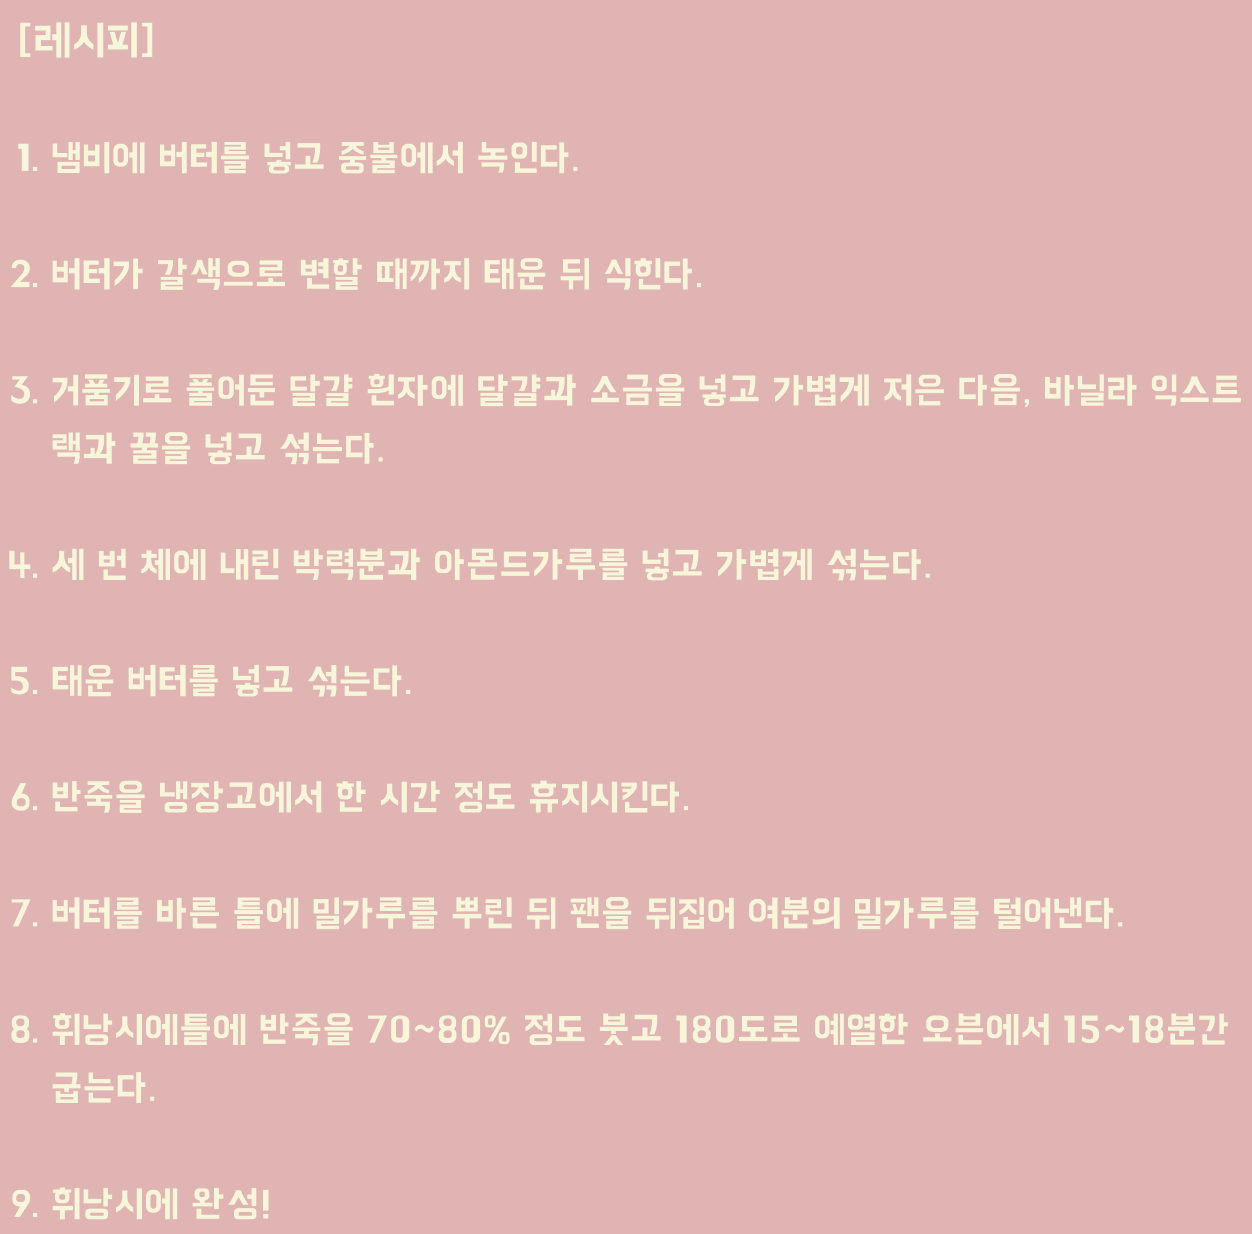 [레시피]
1. 냄비에 버터를 넣고 중불에서 녹인다.
2. 버터가 갈색으로 변할 때까지 태운 뒤 식힌다.
3. 거품기로 풀어둔 달걀 흰자에 달걀과 소금을 넣고 가볍게 저은 다음, 바닐라 익스트
랙과 꿀을 넣고 섞는다.
4. 세 번 체에 내린 박력분과 아몬드가루를 넣고 가볍게 섞는다.
5. 태운 버터를 넣고 섞는다.
6. 반죽을 냉장고에서 한 시간 정도 휴지시킨다.
7. 버터를 바른 틀에 밀가루를 뿌린 뒤 팬을 뒤집어 여분의 밀가루를 털어낸다.
8. 휘낭시에틀에 반죽을 70~80% 정도 붓고 180도로 예열한 오븐에서 15~18분간
굽는다.
9. 휘낭시에 완성!